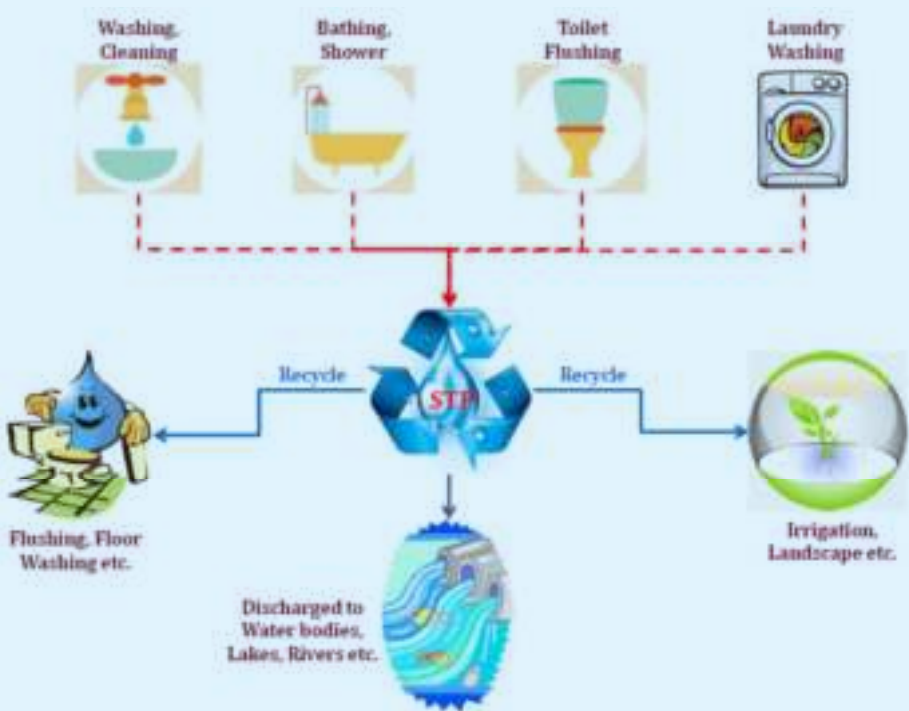 Washing,
Cleaning
Bathing,
Shower
Toilet
Flushing
Laundry
Washing
Recycle
STP
Recycle
Flushing, Floor
Washing etc.
Irrigation,
Landscape etc.
Discharged to
Water bodies,
Lakes, Rivers etc.